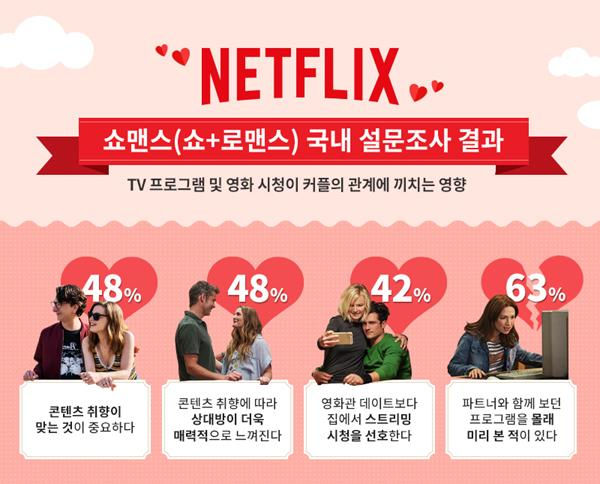 NETFLIX
쇼맨스(쇼+로맨스) 국내 설문조사 결과
TV 프로그램 및 영화 시청이 커플의 관계에 끼치는 영향
48%
콘텐츠 취향이
맞는 것이 중요하다
48%
콘텐츠 취향에 따라
상대방이 더욱
매력적으로 느껴진다
42%
영화관 데이트보다
집에서 스트리밍
시청을 선호한다
63%
파트너와 함께 보던
프로그램을 몰래
미리 본 적이 있다